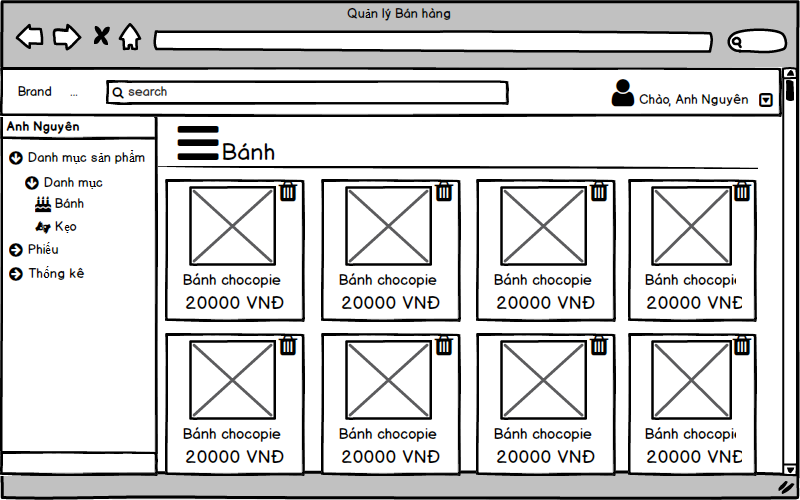 Quản lý Bán hàng
Brand ... search Chào, Anh Nguyên
Anh Nguyên
Danh mục sản phẩm
Danh mục
Bánh
Kẹo
Phiếu
Thống kê
Bánh
Bánh chocopie Bánh chocopie Bánh chocopie Bánh chocopi
20000 VNĐ 20000 VNĐ 20000 VNĐ 20000 VNĐ
Bánh chocopie Bánh chocopie Bánh chocopie Bánh chocopi
20000 VNĐ 20000 VNĐ 20000 VNĐ 20000 VNĐ